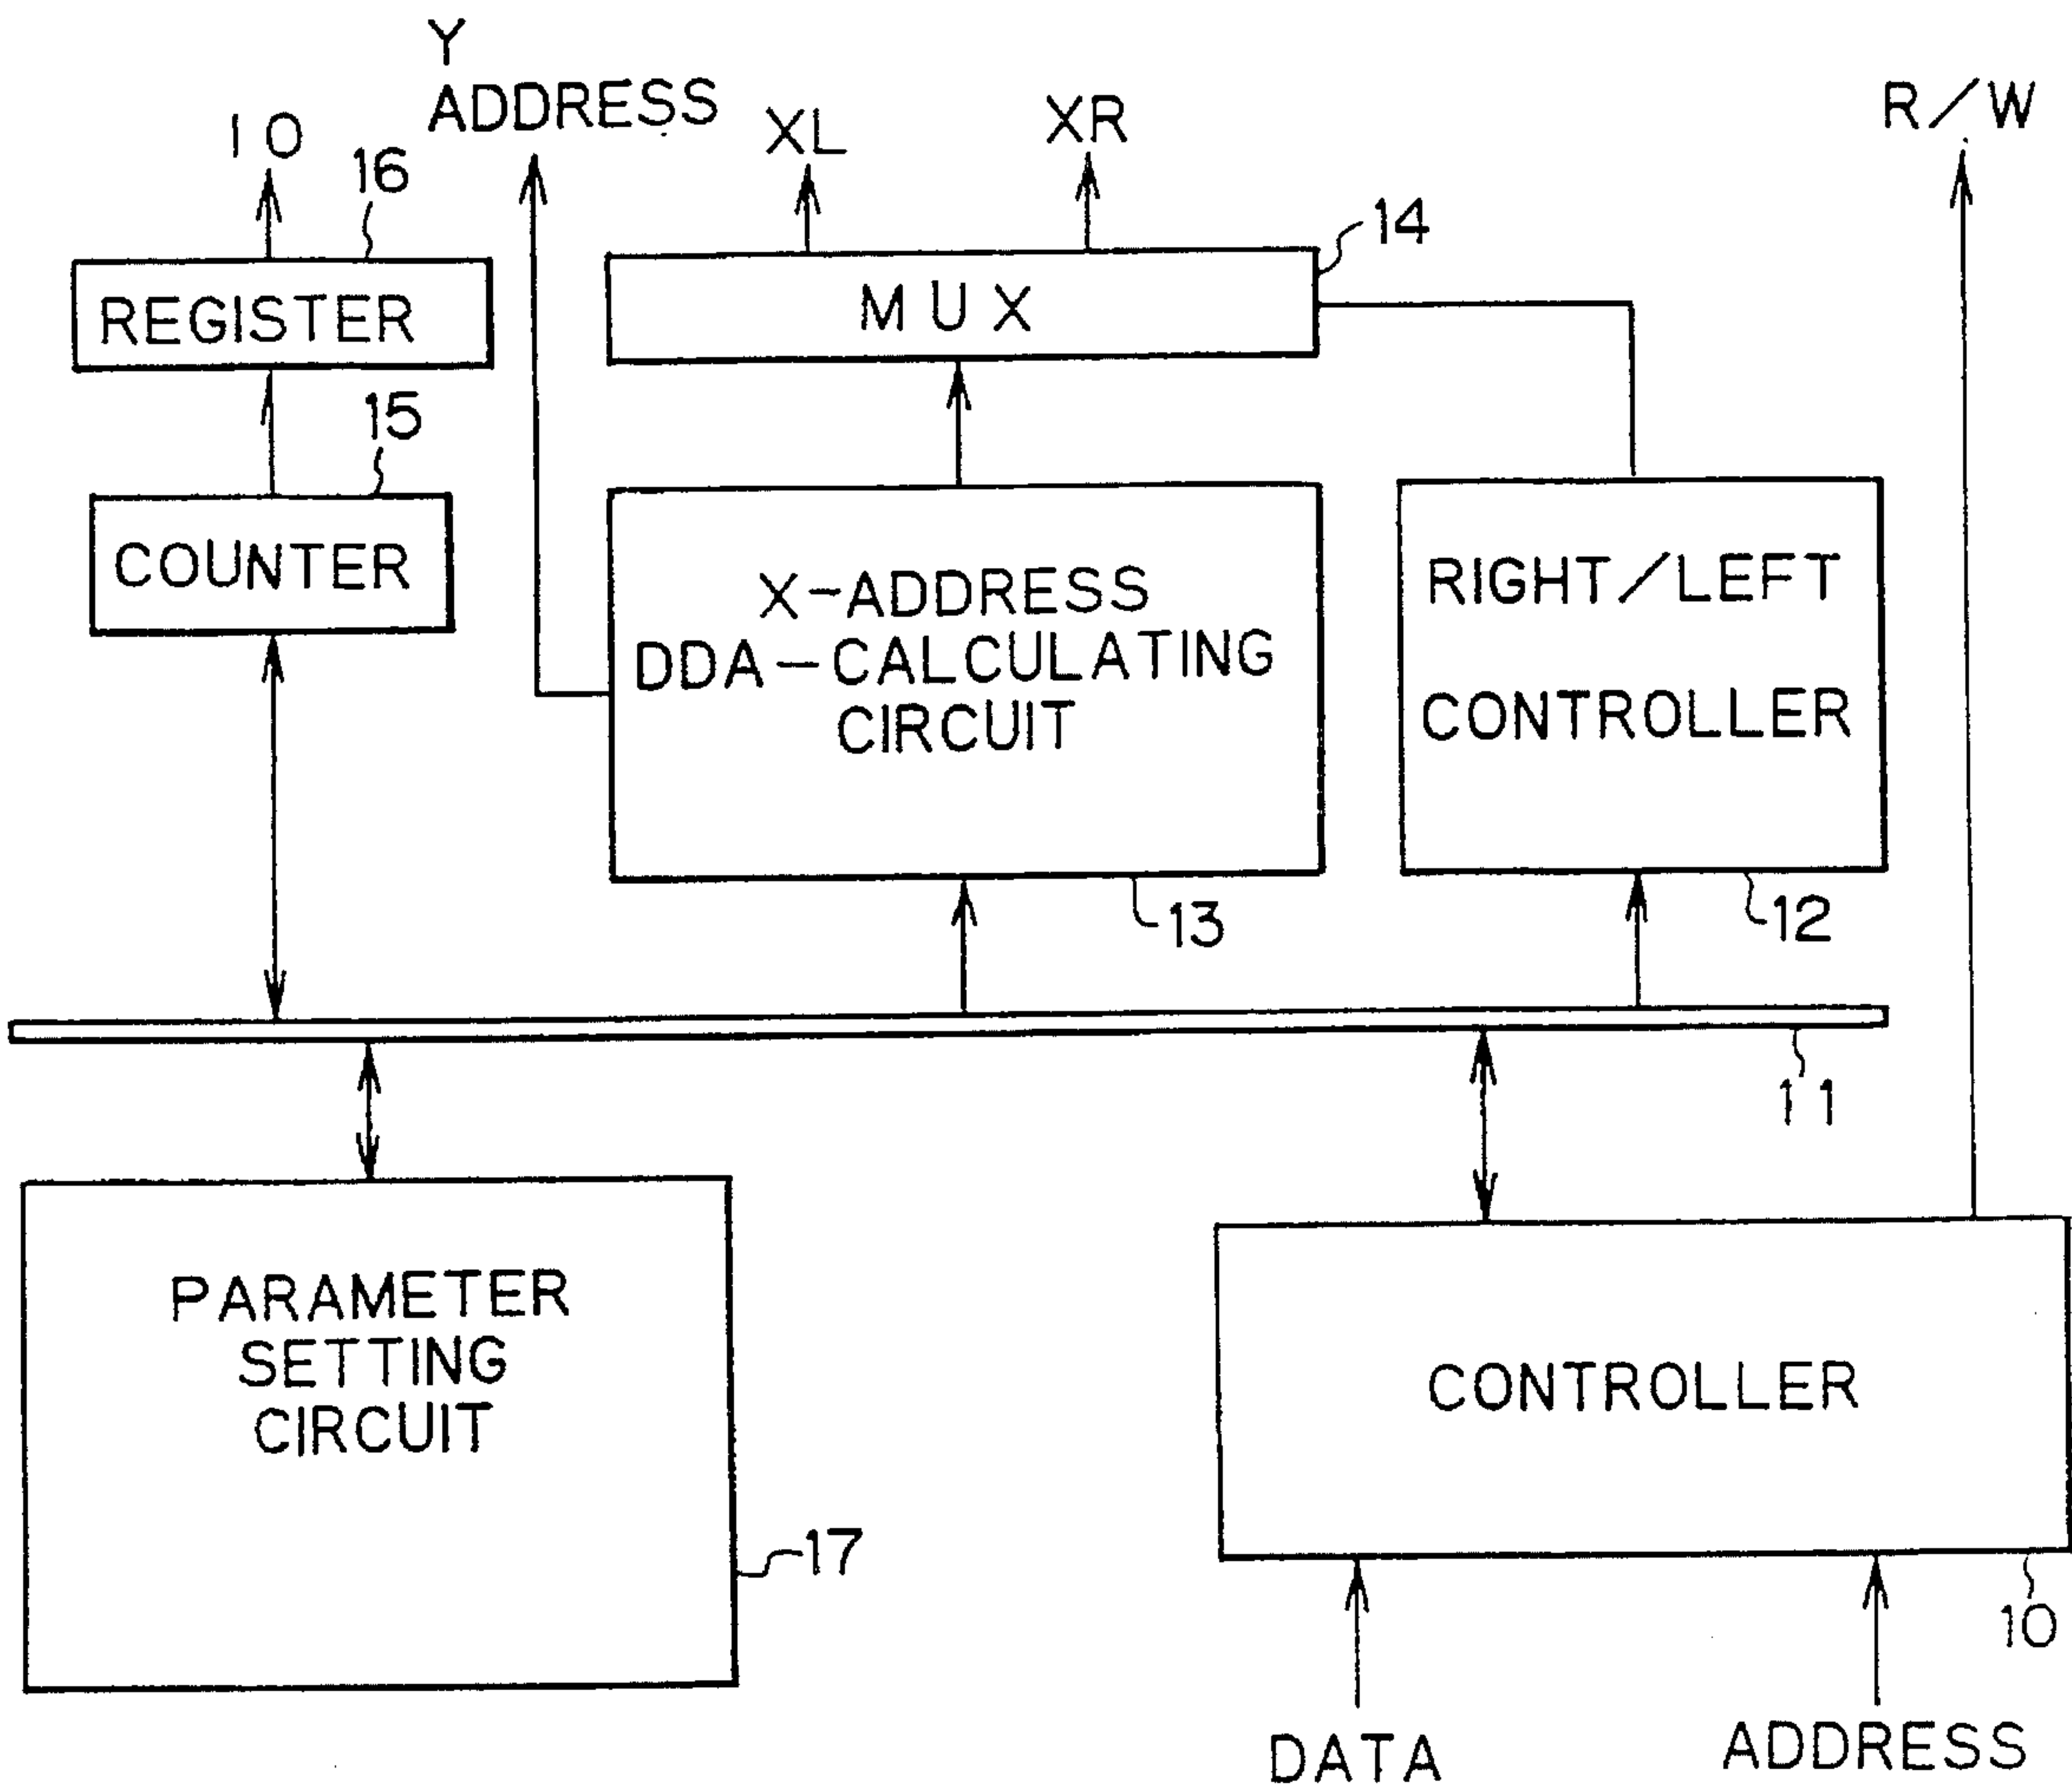 Y
ADDRESS
IO
XL
XR
R/W
16
14
REGISTER
MUX
15
COUNTER
X-ADDRESS
DDA-CALCULATING
CIRCUIT
RIGHT/LEFT
CONTROLLER
13
12
11
PARAMETER
SETTING
CIRCUIT
CONTROLLER
17
10
DATA
ADDRESS